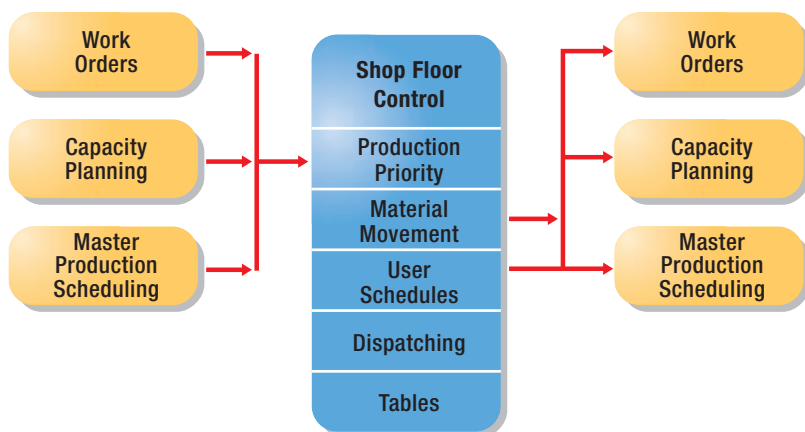 Work
Orders
Capacity
Planning
Master
Production
Scheduling
Shop Floor
Control
Production
Priority
Material
Movement
User
Schedules
Dispatching
Tables
Work
Orders
Capacity
Planning
Master
Production
Scheduling